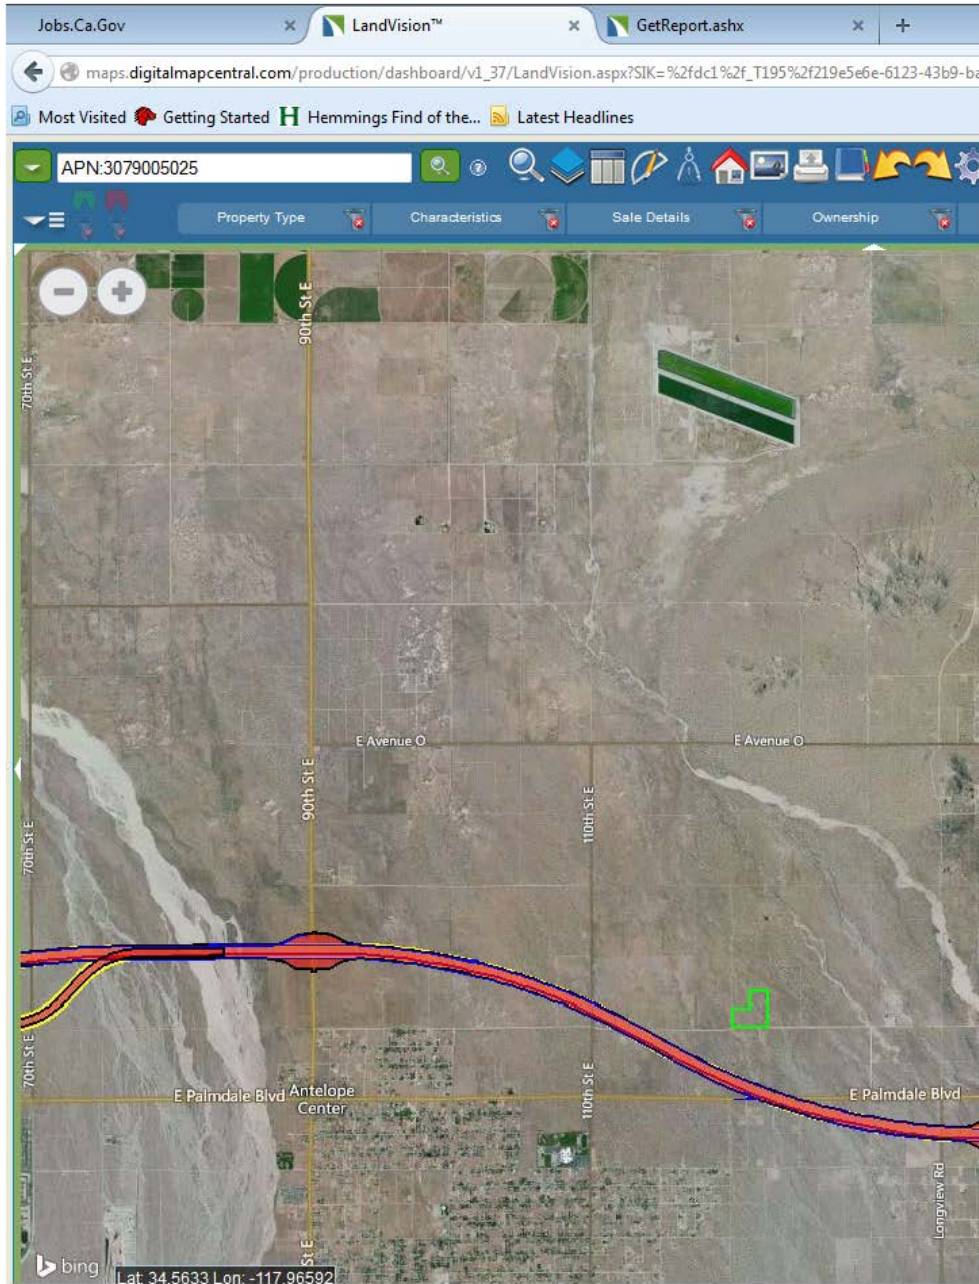 Jobs.Ca.Gov
LandVision™
GetReport.ashx
maps.digitalmapcentral.com/production/dashboard/v1_37/LandVision.aspx?SIK=%2fdc1%2f_T195%2f219e5e6e-6123-43b9-ba
Most Visited Getting Started H Hemmings Find of the... Latest Headlines
APN:3079005025
Property Type Characteristics Sale Details Ownership
90th St E
70th St E
E Avenue O E Avenue O
90th St E
110th St E
70th St E
70th St E
110th St E
E Palmdale Blvd Antelope Center E Palmdale Blvd
Longview Rd
St E
bing
Lat: 34.5633 Lon: -117.96592